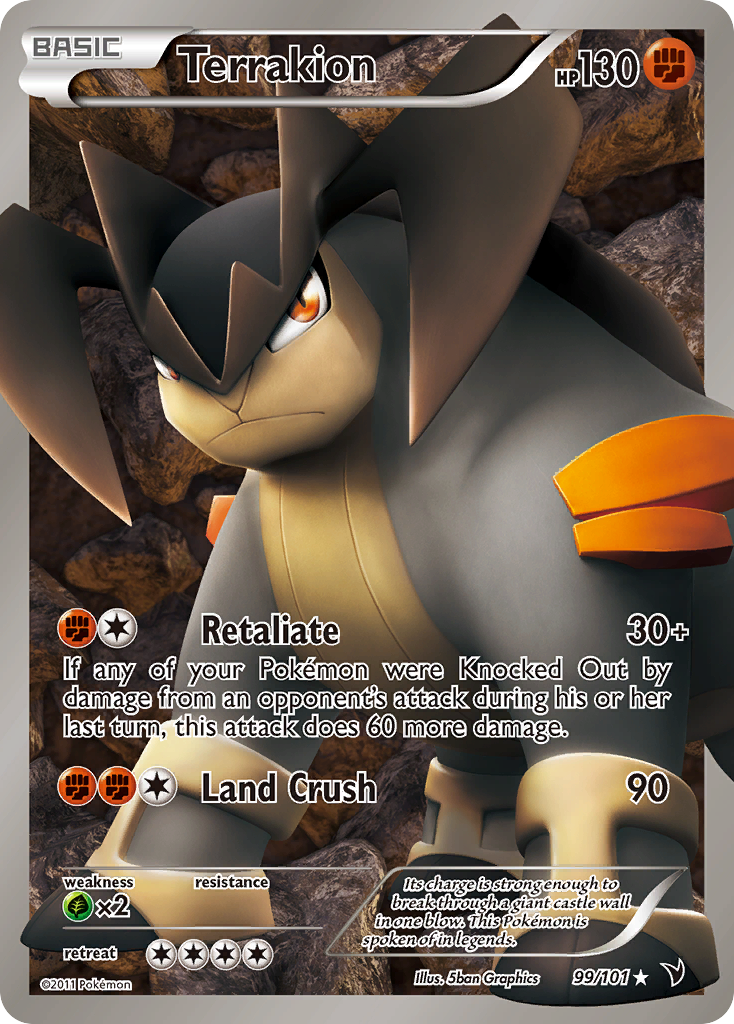 BASIC
Terrakion
HP130
Retaliate 30+
If any of your Pokémon were Knocked Out by
damage from an opponent's attack during his or her
last turn, this attack does 60 more damage.
Land Crush 90
weakness resistance
×2
retreat
Its charge is strong enough to
break through a giant castle wall
in one blow. This Pokémon is
spoken of in legends.
©2011 Pokémon
Illus. 5ban Graphics
99/101